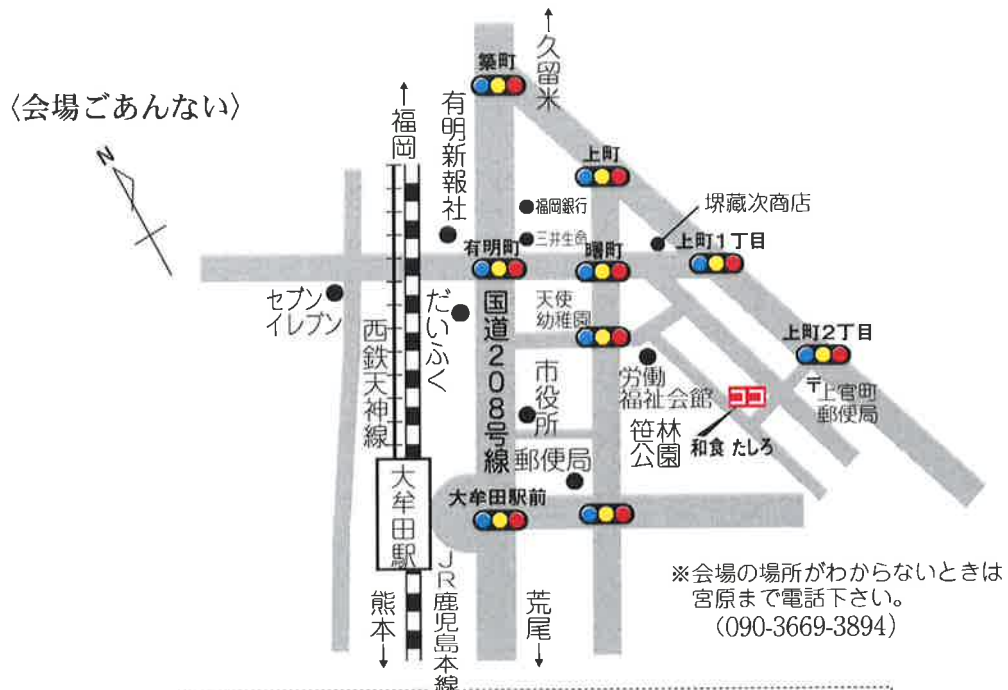 〈会場ごあんない〉
N
↑福岡
有明新報社
築町
↑久留米
上町
福岡銀行
三井生命
堺藏次商店
有明町
曙町
上町1丁目
セブン
イレブン
西鉄天神線
だいふく
国道208号線
天使
幼稚園
上町2丁目
市役所
労働
福祉会館
ココ
〒上官町
郵便局
笹林
公園
和食 たしろ
郵便局
大牟田駅
大牟田駅前
JR鹿児島本線
熊本↓
荒尾↓
※会場の場所がわからないときは
宮原まで電話下さい。
(090-3669-3894)